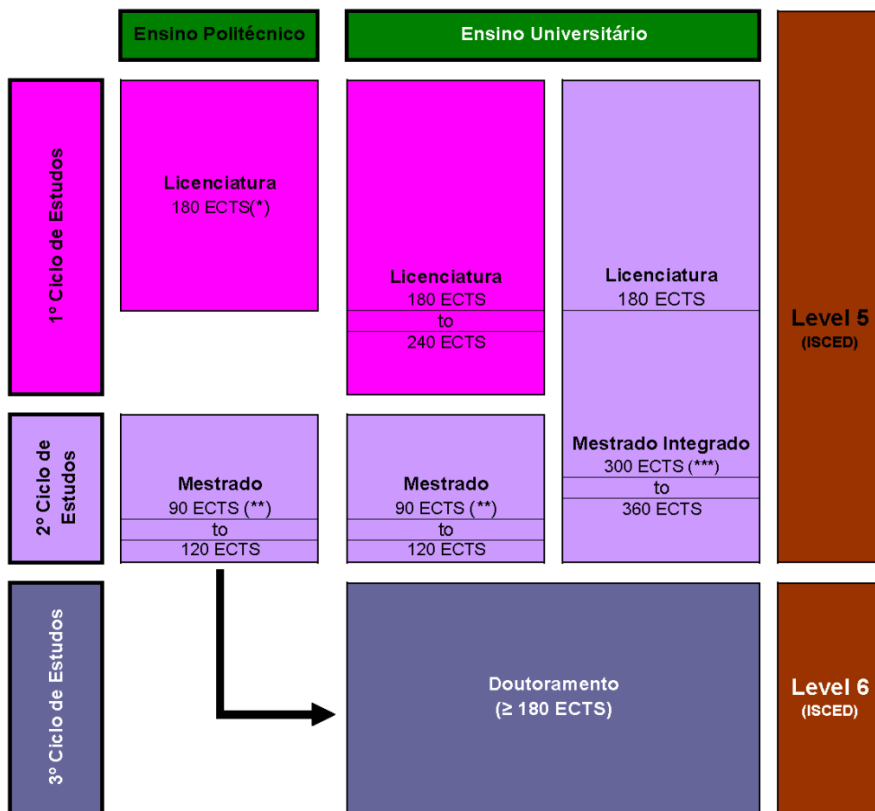 Ensino Politécnico
Ensino Universitário
1º Ciclo de Estudos
Licenciatura
180 ECTS(*)
Licenciatura
180 ECTS
to
240 ECTS
Licenciatura
180 ECTS
Level 5
(ISCED)
2º Ciclo de
Estudos
Mestrado
90 ECTS (**)
to
120 ECTS
Mestrado
90 ECTS (**)
to
120 ECTS
Mestrado Integrado
300 ECTS (***)
to
360 ECTS
3º Ciclo de Estudos
Doutoramento
(≥ 180 ECTS)
Level 6
(ISCED)